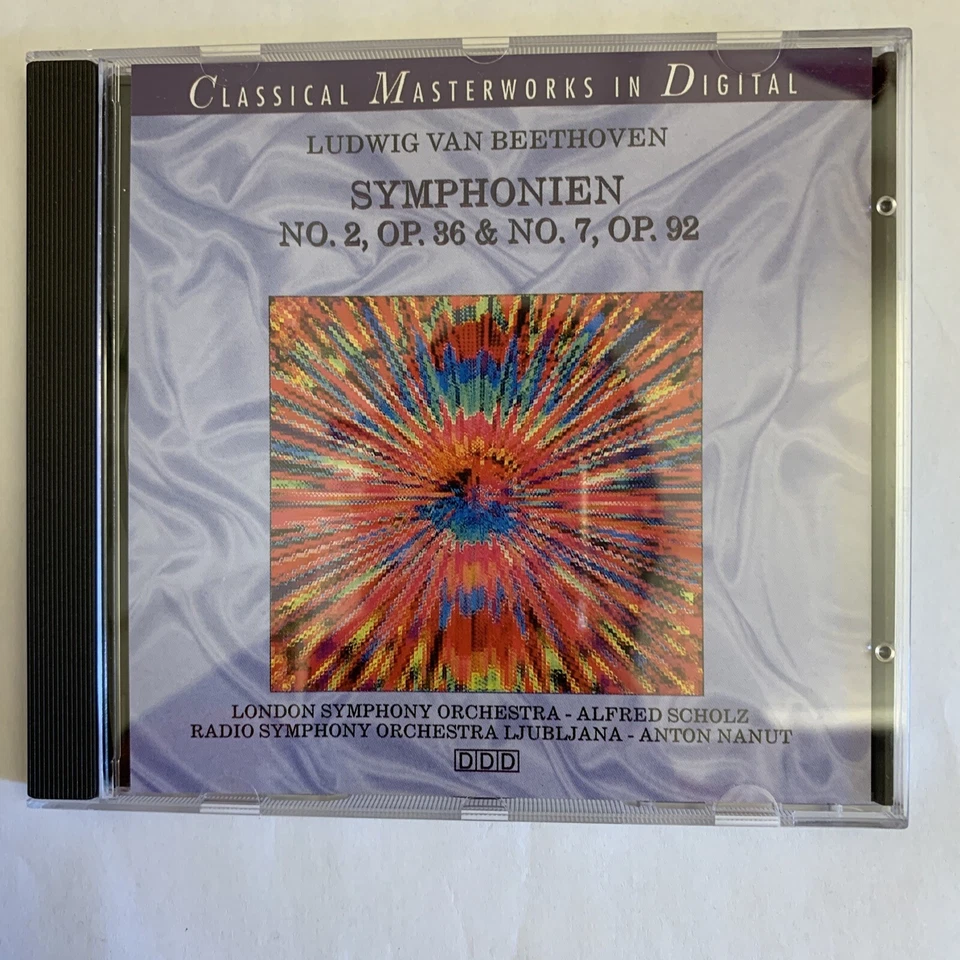 CLASSICAL MASTERWORKS IN DIGITAL
LUDWIG VAN BEETHOVEN
SYMPHONIEN
NO. 2, OP. 36 & NO. 7, OP. 92
LONDON SYMPHONY ORCHESTRA - ALFRED SCHOLZ
RADIO SYMPHONY ORCHESTRA LJUBLJANA - ANTON NANUT
DDD